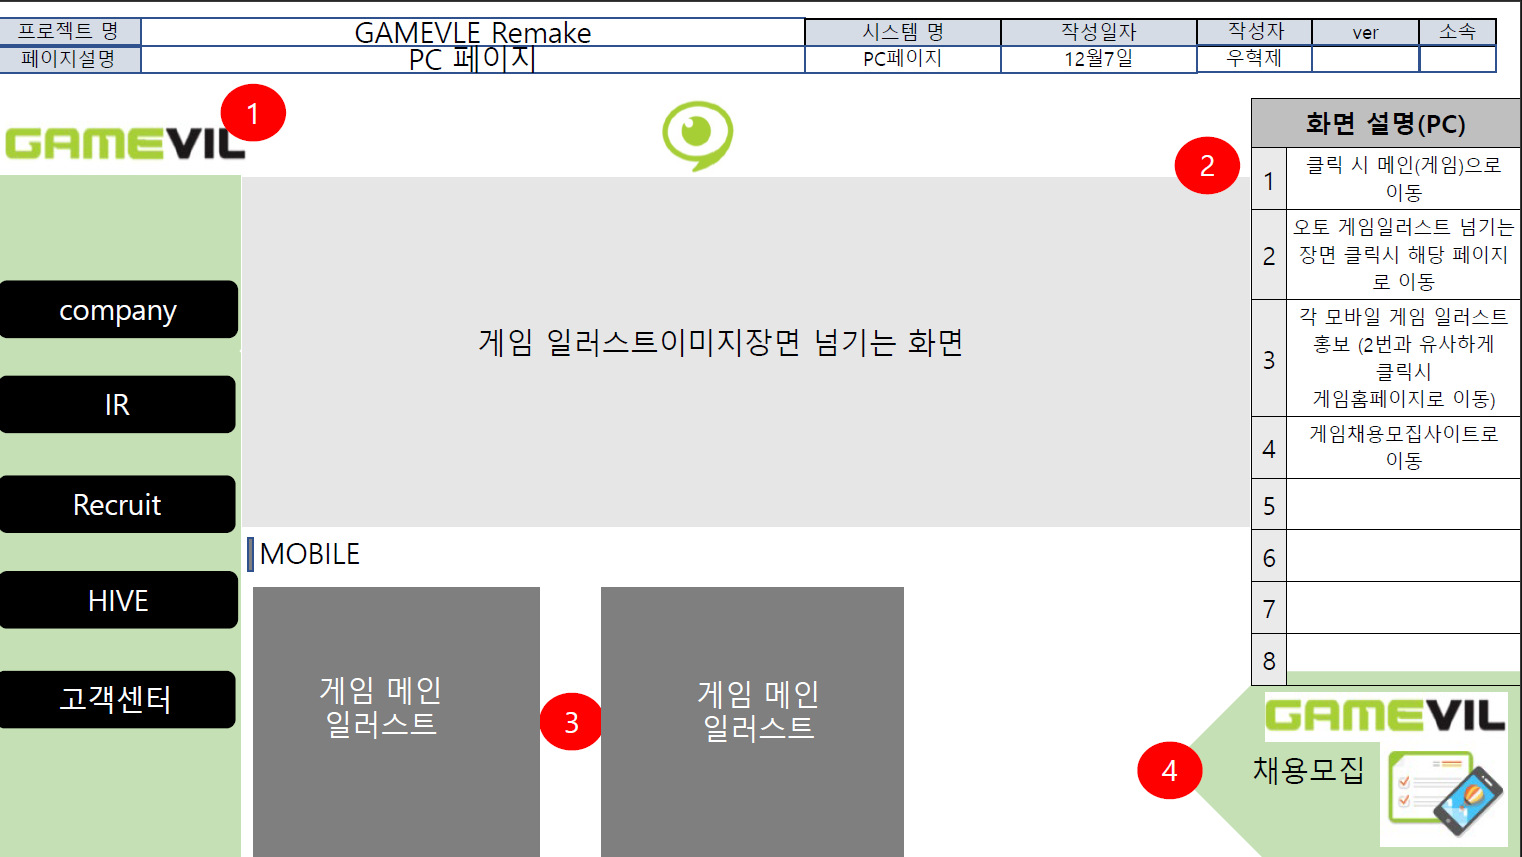 프로젝트 명
GAMEVLE Remake
시스템 명
작성일자
작성자
ver
소속
페이지설명
PC 페이지
PC페이지
12월7일
우혁제
1
GAMEVIL
2
company
IR
Recruit
HIVE
고객센터
게임 일러스트이미지장면 넘기는 화면
MOBILE
게임 메인
일러스트
3
게임 메인
일러스트
화면 설명(PC)
1
클릭 시 메인(게임)으로
이동
2
오토 게임일러스트 넘기는
장면 클릭시 해당 페이지
로 이동
3
각 모바일 게임 일러스트
홍보 (2번과 유사하게
클릭시
게임홈페이지로 이동)
4
게임채용모집사이트로
이동
5
6
7
8
GAMEVIL
4
채용모집